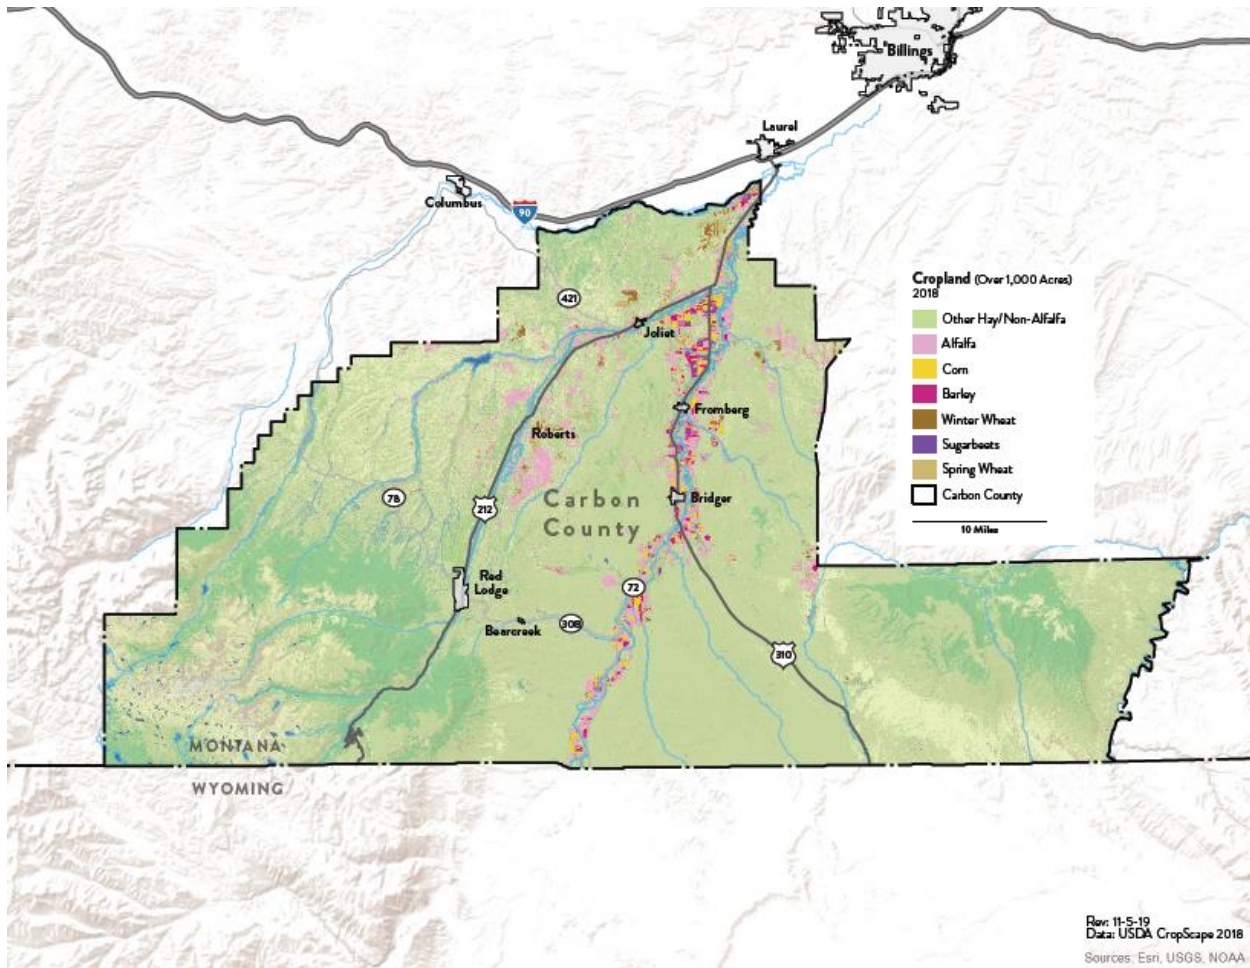 Billings
Laurel
Columbus
90
421
Joliet
Fromberg
Roberts
78
212
Carbon
County
Bridger
Red
Lodge
72
Bearcreek
308
310
MONTANA
WYOMING
Cropland (Over 1,000 Acres)
2018
Other Hay/Non-Alfalfa
Alfalfa
Corn
Barley
Winter Wheat
Sugarbeets
Spring Wheat
Carbon County
10 Miles
Rev: 11-5-19
Data: USDA CropScape 2018
Sources: Esri, USGS, NOAA